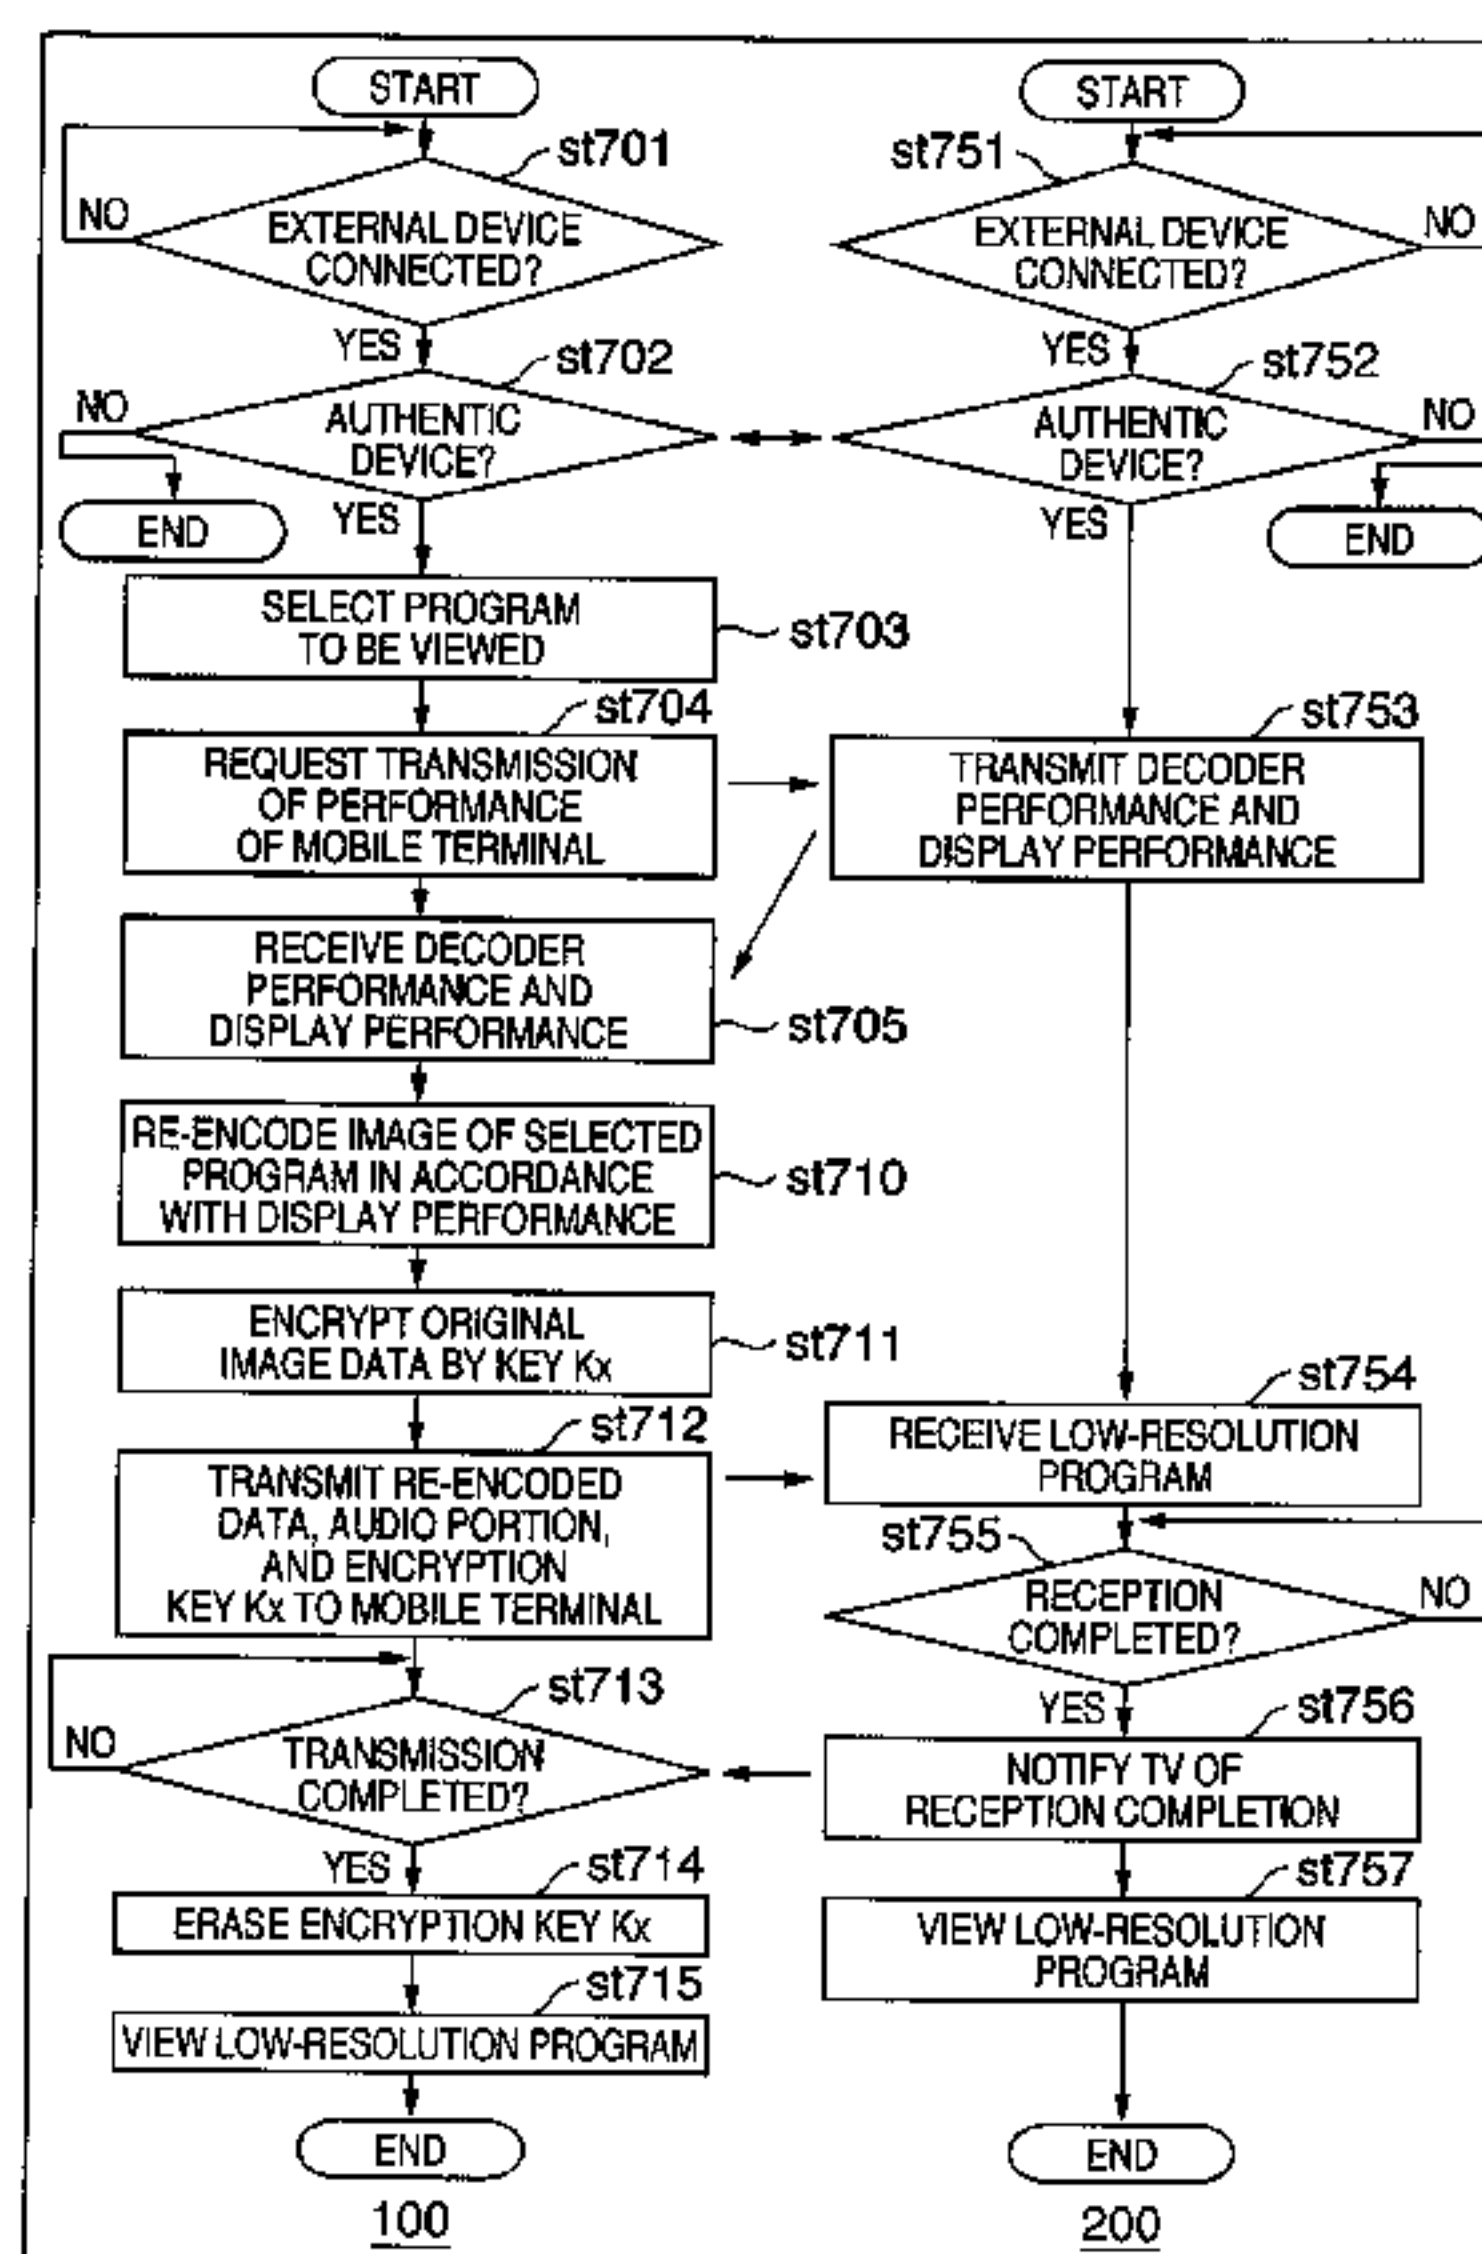 START
st701
NO
EXTERNAL DEVICE
CONNECTED?
YES
st702
NO
AUTHENTIC
DEVICE?
END
YES
SELECT PROGRAM
TO BE VIEWED
st703
st704
REQUEST TRANSMISSION
OF PERFORMANCE
OF MOBILE TERMINAL
RECEIVE DECODER
PERFORMANCE AND
DISPLAY PERFORMANCE
st705
RE-ENCODE IMAGE OF SELECTED
PROGRAM IN ACCORDANCE
WITH DISPLAY PERFORMANCE
st710
ENCRYPT ORIGINAL
IMAGE DATA BY KEY Kx
st711
st712
TRANSMIT RE-ENCODED
DATA, AUDIO PORTION,
AND ENCRYPTION
KEY Kx TO MOBILE TERMINAL
st713
NO
TRANSMISSION
COMPLETED?
YES
st714
ERASE ENCRYPTION KEY Kx
st715
VIEW LOW-RESOLUTION PROGRAM
END
100
START
st751
NO
EXTERNAL DEVICE
CONNECTED?
YES
st752
NO
AUTHENTIC
DEVICE?
YES
END
st753
TRANSMIT DECODER
PERFORMANCE AND
DISPLAY PERFORMANCE
st754
RECEIVE LOW-RESOLUTION
PROGRAM
st755
NO
RECEPTION
COMPLETED?
YES
st756
NOTIFY TV OF
RECEPTION COMPLETION
st757
VIEW LOW-RESOLUTION
PROGRAM
END
200